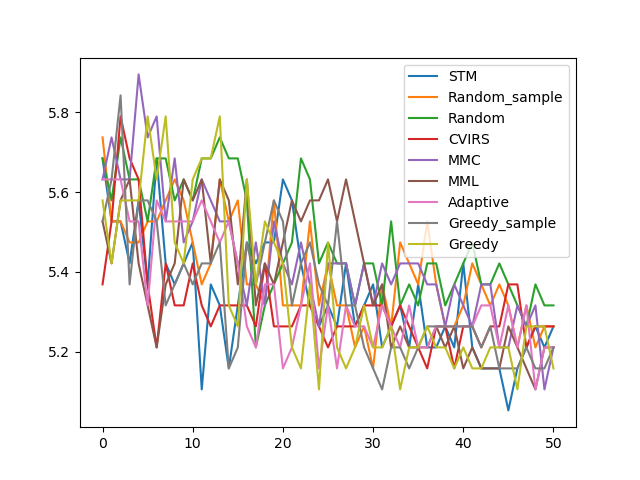 5.8
5.6
5.4
5.2
0
10
20
30
40
50
STM
Random_sample
Random
CVIRS
MMC
MML
Adaptive
Greedy_sample
Greedy